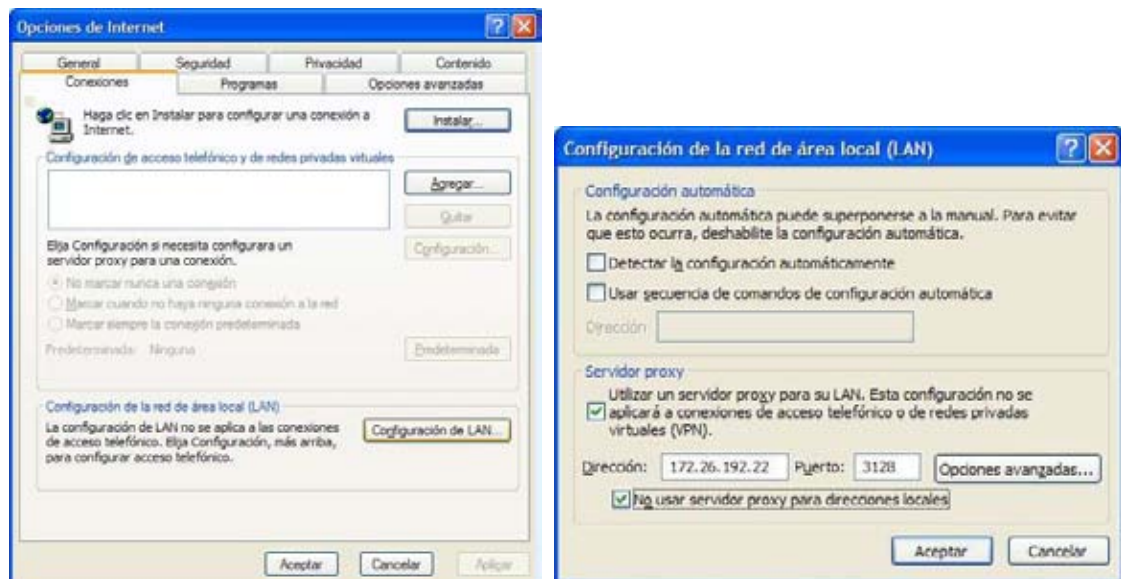 Opciones de Internet
General Seguridad Privacidad Contenido
Conexiones Programas Opciones avanzadas
Haga clic en Instalar para configurar una conexión a
Internet.
Instalar...
Configuración de acceso telefónico y de redes privadas virtuales
Agregar...
Quitar
Elija Configuración si necesita configurara un
servidor proxy para una conexión.
Configuración...
No marcar nunca una conexión
Marcar cuando no haya ninguna conexión a la red
Marcar siempre la conexión predeterminada
Predeterminada: Ninguna
Predeterminada
Configuración de la red de área local (LAN)
La configuración de LAN no se aplica a las conexiones
de acceso telefónico. Elija Configuración, más arriba,
para configurar acceso telefónico.
Configuración de LAN...
Aceptar Cancelar Aplicar
Configuración de la red de área local (LAN)
Configuración automática
La configuración automática puede superponerse a la manual. Para evitar
que esto ocurra, deshabilite la configuración automática.
Detectar la configuración automáticamente
Usar secuencia de comandos de configuración automática
Dirección
Servidor proxy
Utilizar un servidor proxy para su LAN. Esta configuración no se
aplicará a conexiones de acceso telefónico o de redes privadas
virtuales (VPN).
Dirección: 172.26.192.22 Puerto: 3128 Opciones avanzadas...
No usar servidor proxy para direcciones locales
Aceptar Cancelar